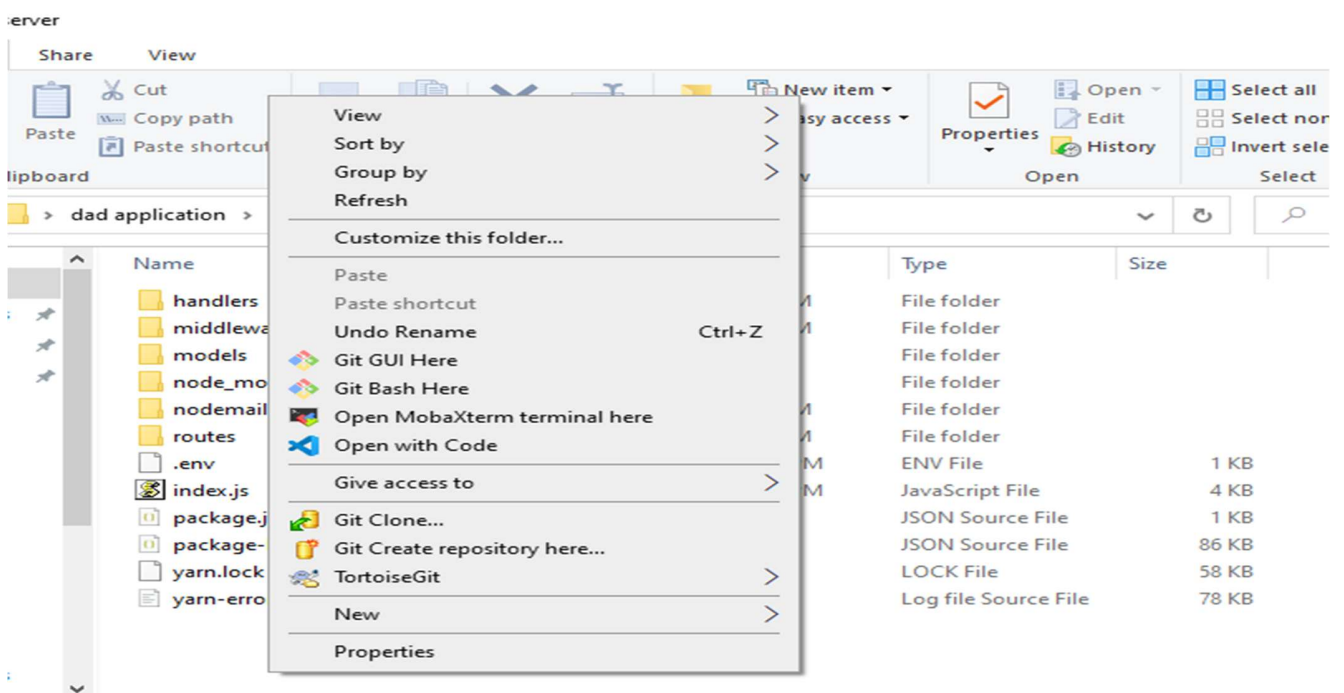 server
Share View
Cut
Copy path
Paste
Paste shortcut
New item
asy access
Properties
Open
Edit
History
Select all
Select nor
Invert sele
lipboard
Open
Select
dad application
Name Type Size
handlers File folder
middlewa File folder
models File folder
node_mo File folder
nodemail File folder
routes File folder
.env ENV File 1 KB
index.js JavaScript File 4 KB
package.j JSON Source File 1 KB
package- JSON Source File 86 KB
yarn.lock LOCK File 58 KB
yarn-erro Log file Source File 78 KB
View
Sort by
Group by
Refresh
Customize this folder...
Paste
Paste shortcut
Undo Rename Ctrl+Z
Git GUI Here
Git Bash Here
Open MobaXterm terminal here
Open with Code
Give access to
Git Clone...
Git Create repository here...
TortoiseGit
New
Properties